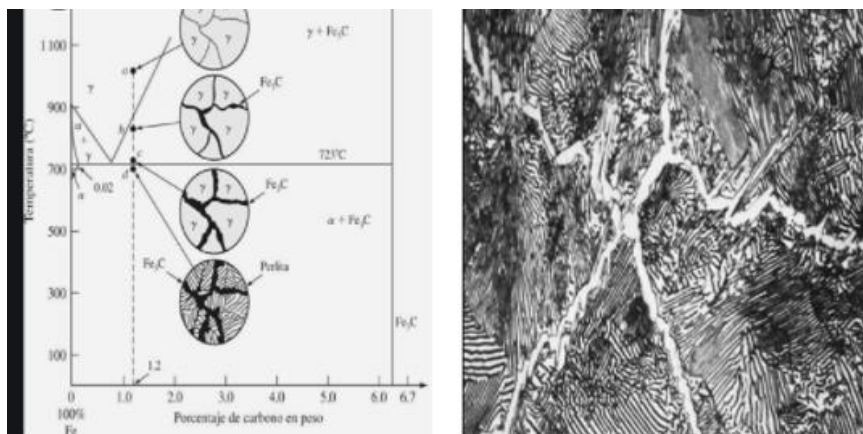 1 100
γ
γ
γ
γ + Fe₃C
a
γ
γ
γ
Fe₃C
900
γ
γ
b
α
+
γ
723°C
c
700
d
0.02
α
γ
γ
Fe₃C
γ
γ
α + Fe₃C
500
Fe₃C
Perlita
300
Fe₃C
100
1.2
0
1.0
2.0
3.0
4.0
5.0
6.0
6.7
100%
Fe
Porcentaje de carbono en peso
Temperatura (°C)